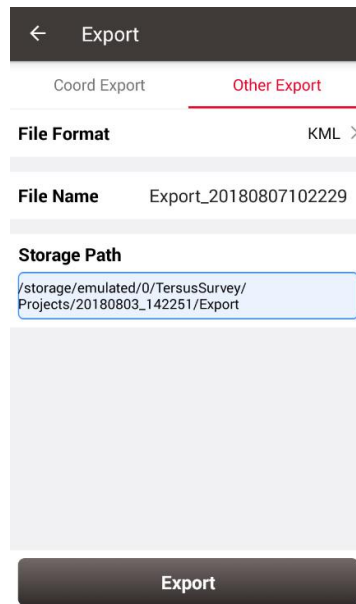 Export
Coord Export
Other Export
File Format
KML
File Name
Export_20180807102229
Storage Path
/storage/emulated/0/TersusSurvey/
Projects/20180803_142251/Export
Export